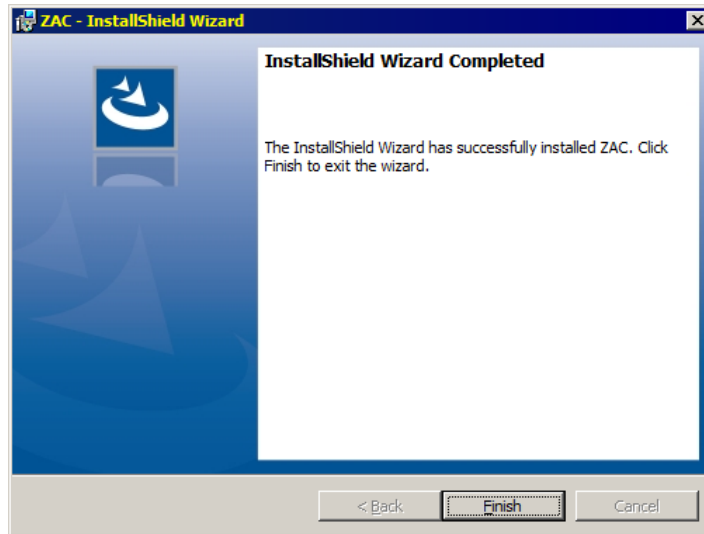 ZAC - InstallShield Wizard
InstallShield Wizard Completed
The InstallShield Wizard has successfully installed ZAC. Click
Finish to exit the wizard.
< Back
Finish
Cancel